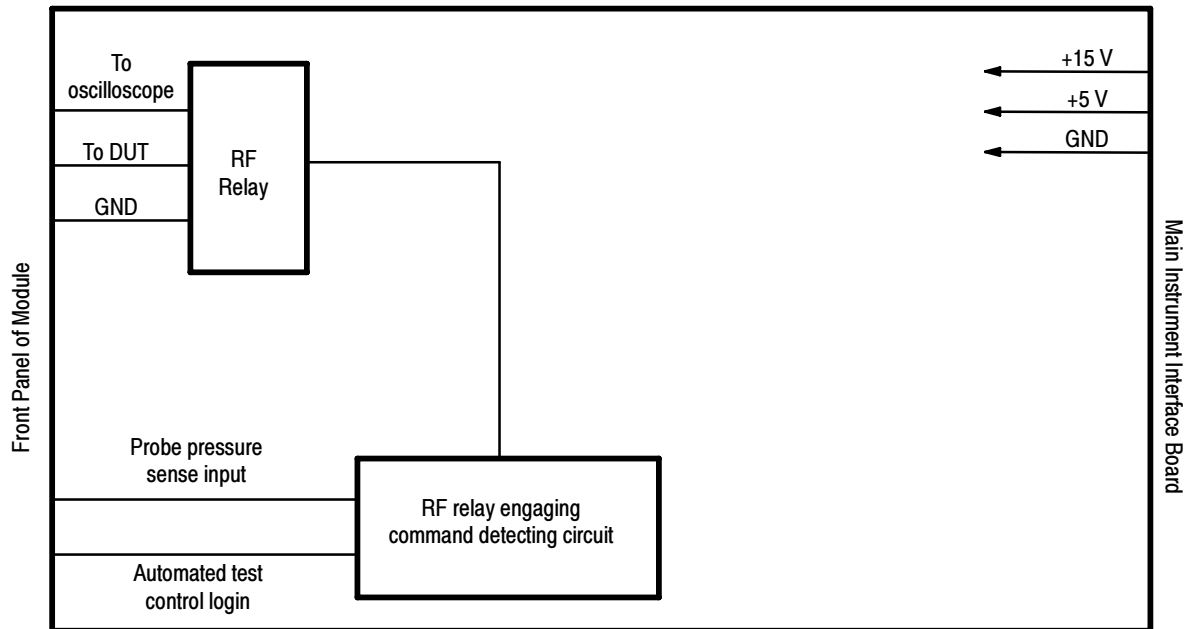 To
oscilloscope
To DUT
GND
RF
Relay
+15 V
+5 V
GND
Front Panel of Module
Main Instrument Interface Board
Probe pressure
sense input
RF relay engaging
command detecting circuit
Automated test
control login